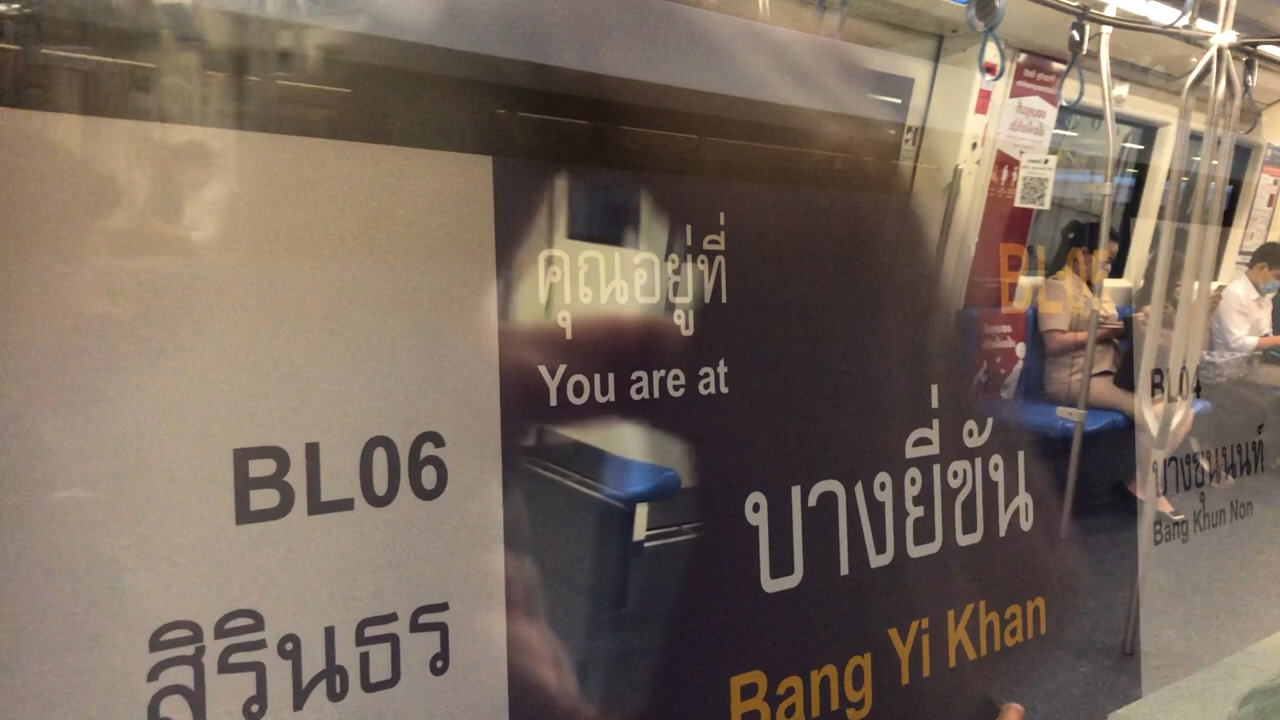 BL06
สิรินธร
คุณอยู่ที่
You are at
บางยี่ขัน
Bang Yi Khan
BL05
BL04
บางขุนนนท์
Bang Khun Non